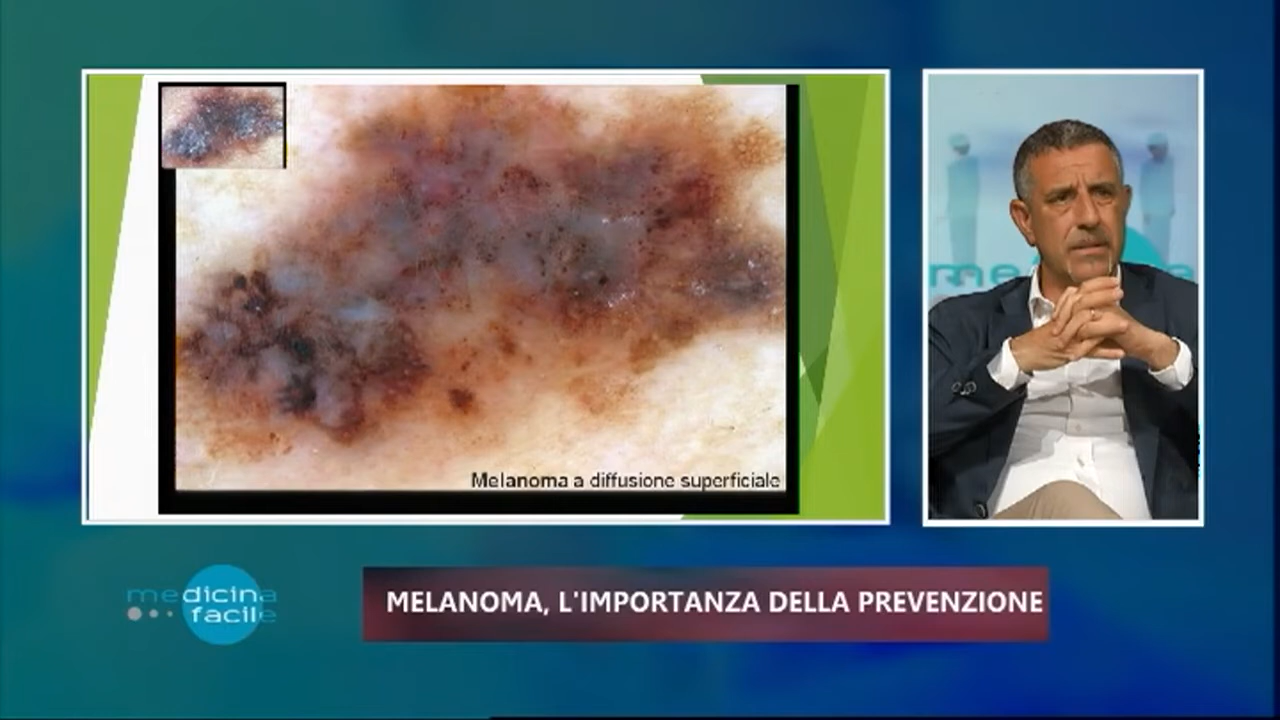 Melanoma a diffusione superficiale
medicina
facile
MELANOMA, L'IMPORTANZA DELLA PREVENZIONE